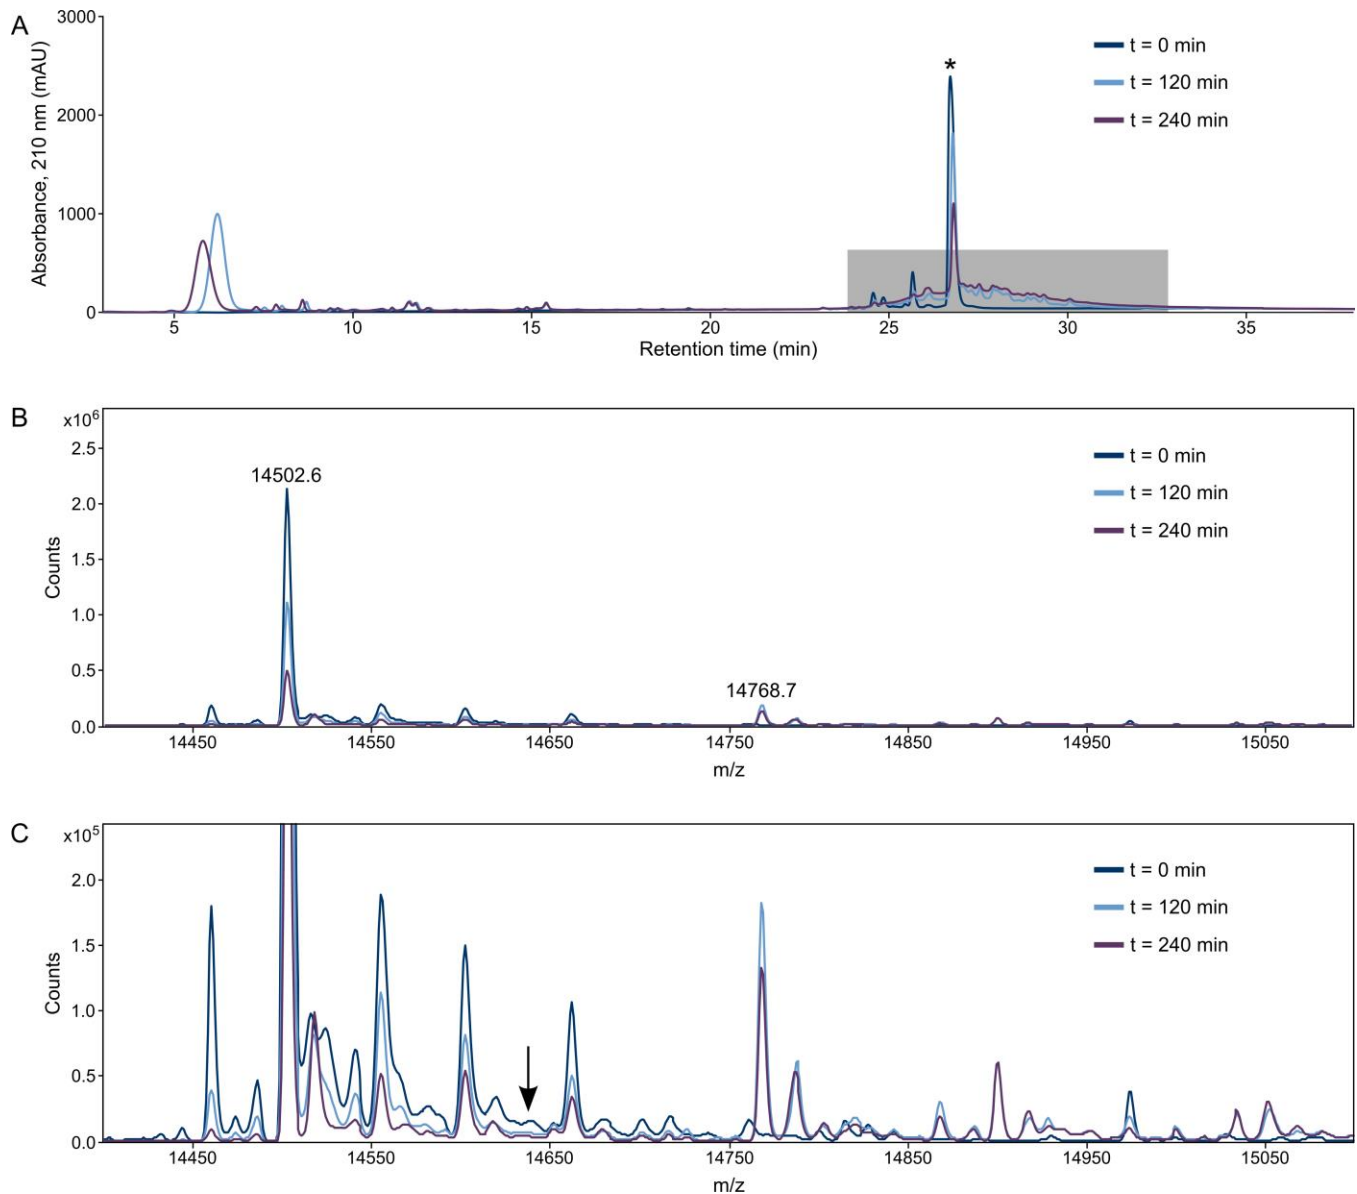 A
Absorbance, 210 nm (mAU)
3000
2000
1000
0
*
t = 0 min
t = 120 min
t = 240 min
5 10 15 20 25 30 35
Retention time (min)
B
x10⁶
Counts
2.5
2.0
1.5
1.0
0.5
0.0
14502.6
14768.7
t = 0 min
t = 120 min
t = 240 min
14450 14550 14650 14750 14850 14950 15050
m/z
C
x10⁵
Counts
2.0
1.5
1.0
0.5
0.0
t = 0 min
t = 120 min
t = 240 min
14450 14550 14650 14750 14850 14950 15050
m/z